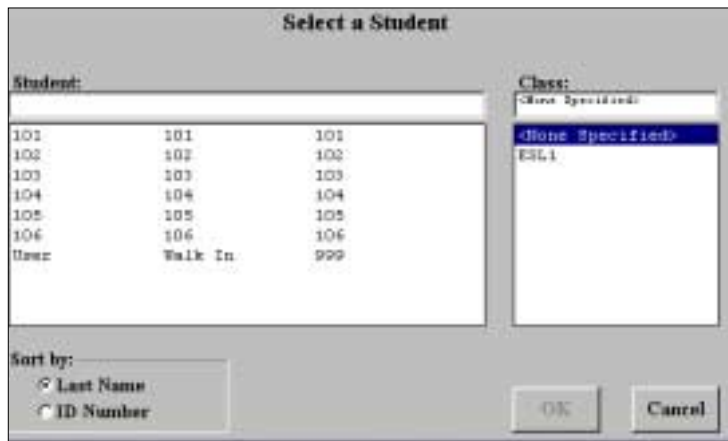 Select a Student
Student:
Class:
<None Specified>
101 101 101
102 102 102
103 103 103
104 104 104
105 105 105
106 106 106
User Walk In 999
<None Specified>
ESL1
Sort by:
Last Name
ID Number
OK
Cancel